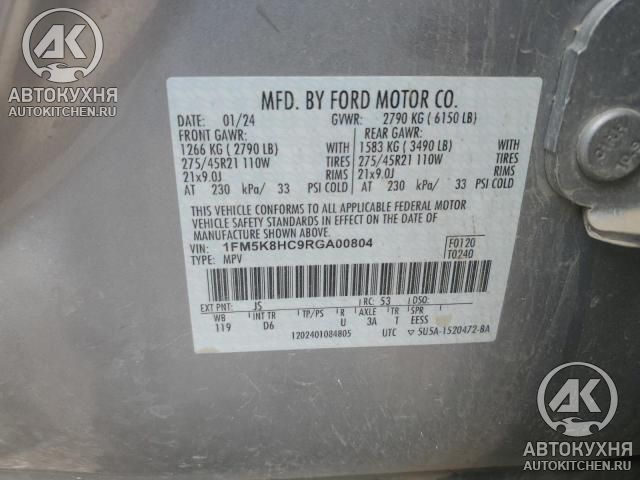 АК
АВТОКУХНЯ
AUTOKITCHEN.RU
MFD. BY FORD MOTOR CO.
DATE: 01/24 GVWR: 2790 KG ( 6150 LB)
FRONT GAWR: REAR GAWR:
1266 KG ( 2790 LB) WITH 1583 KG ( 3490 LB) WITH
275/45R21 110W TIRES 275/45R21 110W TIRES
21x9.0J RIMS 21x9.0J RIMS
AT 230 kPa/ 33 PSI COLD AT 230 kPa/ 33 PSI COLD
THIS VEHICLE CONFORMS TO ALL APPLICABLE FEDERAL MOTOR
VEHICLE SAFETY STANDARDS IN EFFECT ON THE DATE OF
MANUFACTURE SHOWN ABOVE.
VIN: 1FM5K8HC9RGA00804 F0120
TYPE: MPV T0240
EXT PNT: JS RC: 53 DSO:
WB INT TR TP/PS R AXLE TR SPR
119 D6 U 3A T EESS
1202401084805 UTC ▽ 5U5A-1520472-BA
АК
АВТОКУХНЯ
AUTOKITCHEN.RU